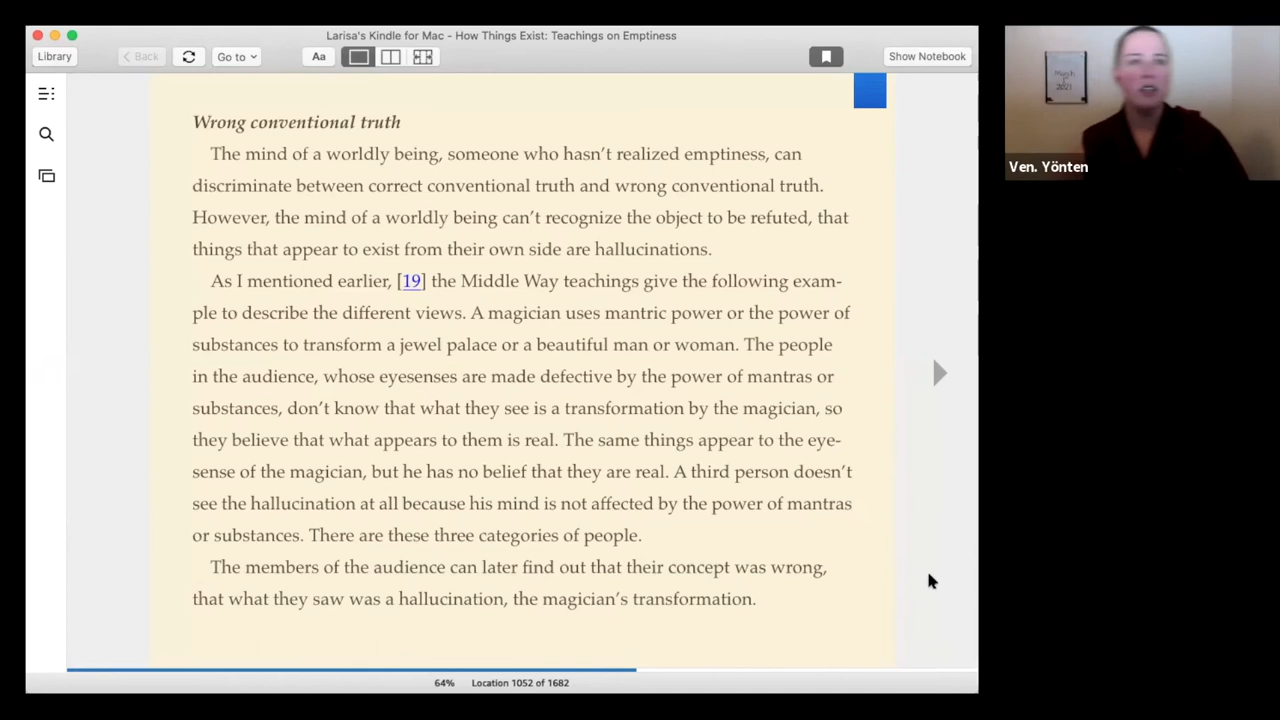 Larisa's Kindle for Mac - How Things Exist: Teachings on Emptiness
Library
Back
Go to
Aa
Show Notebook
Wrong conventional truth
The mind of a worldly being, someone who hasn't realized emptiness, can
discriminate between correct conventional truth and wrong conventional truth.
However, the mind of a worldly being can't recognize the object to be refuted, that
things that appear to exist from their own side are hallucinations.
As I mentioned earlier, [19] the Middle Way teachings give the following exam-
ple to describe the different views. A magician uses mantric power or the power of
substances to transform a jewel palace or a beautiful man or woman. The people
in the audience, whose eyesenses are made defective by the power of mantras or
substances, don't know that what they see is a transformation by the magician, so
they believe that what appears to them is real. The same things appear to the eye-
sense of the magician, but he has no belief that they are real. A third person doesn't
see the hallucination at all because his mind is not affected by the power of mantras
or substances. There are these three categories of people.
The members of the audience can later find out that their concept was wrong,
that what they saw was a hallucination, the magician's transformation.
64% Location 1052 of 1682
March
2021
Ven. Yönten